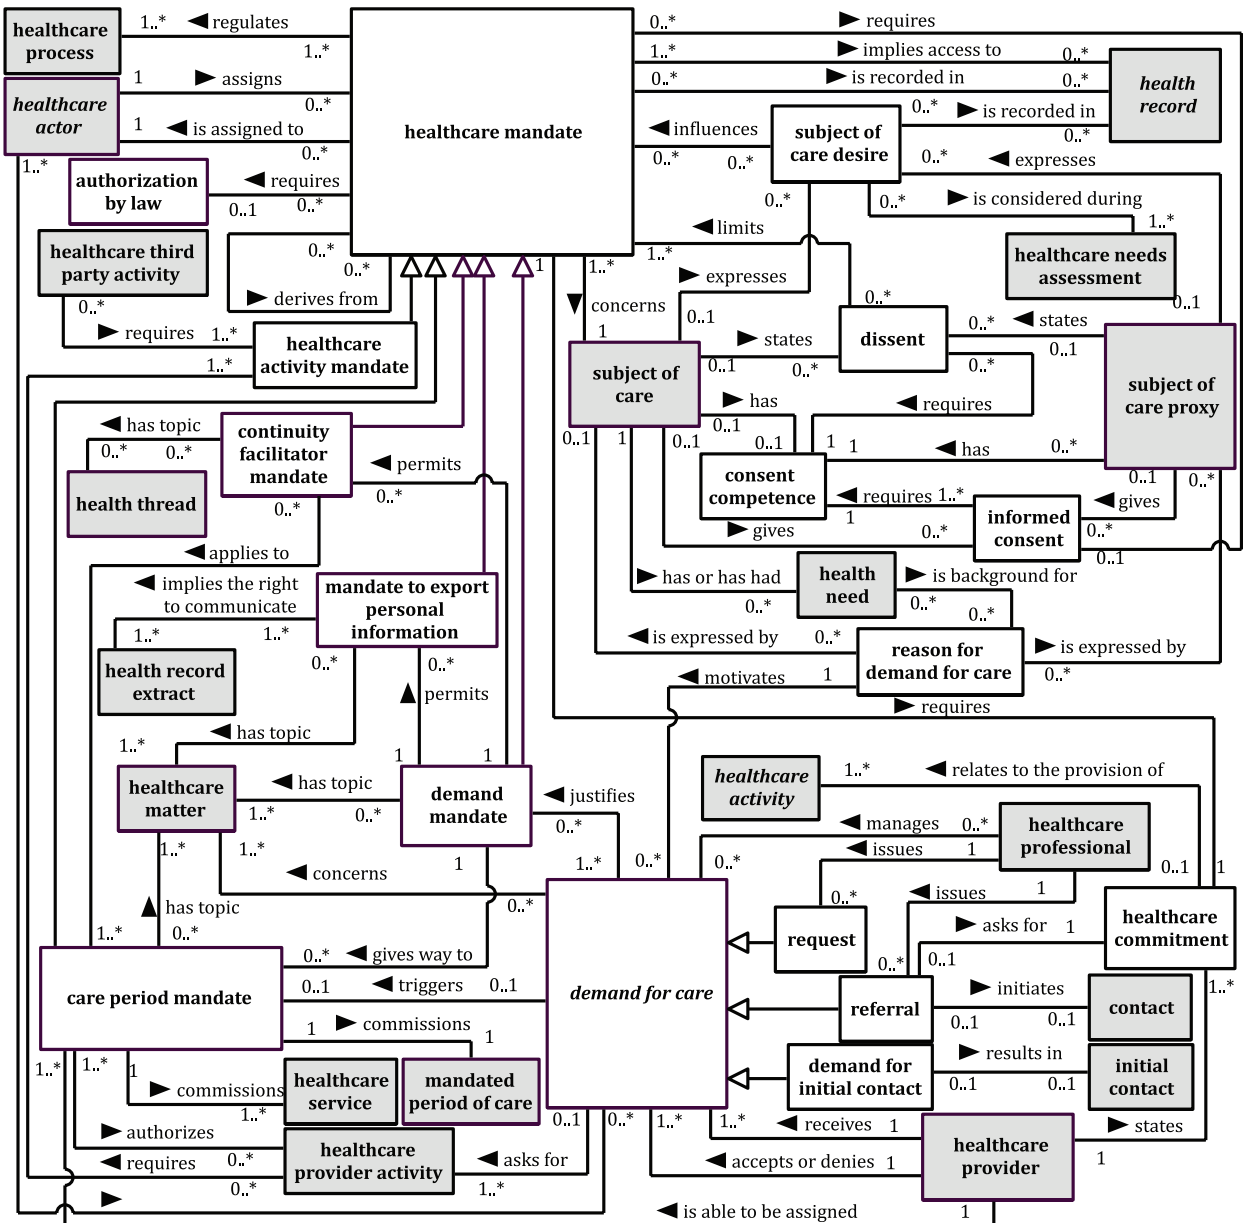 healthcare
process
1..*
◄ regulates
1..*
healthcare mandate
0..*
► requires
1..*
► implies access to
0..*
0..*
► is recorded in
0..*
health
record
healthcare
actor
1
► assigns
0..*
1
◄ is assigned to
0..*
1..*
authorization
by law
◄ requires
0..1
0..*
◄ influences
0..*
0..*
subject of
care desire
0..*
► is recorded in
0..*
0..*
◄ expresses
0..*
0..*
► is considered during
1..*
healthcare needs
assessment
0..1
healthcare third
party activity
0..*
► requires
1..*
0..*
0..*
► derives from
1
1..*
▼ concerns
1
◄ limits
1..*
► expresses
0..1
0..*
dissent
► states
0..1
0..*
0..*
◄ states
0..1
0..*
◄ requires
1
healthcare
activity mandate
1..*
subject of
care
subject of
care proxy
► has
0..1
0..1
1
◄ has
0..*
consent
competence
◄ requires
1..*
1
informed
consent
◄ gives
0..1
0..*
0..*
0..1
0..1
1
0..1
► gives
0..*
◄ has topic
0..*
0..*
continuity
facilitator
mandate
health thread
◄ permits
0..*
0..*
◄ applies to
► has or has had
0..*
health
need
► is background for
0..*
0..*
◄ implies the right
to communicate
1..*
1..*
mandate to export
personal
information
health record
extract
0..*
0..*
▲ permits
◄ is expressed by
0..*
reason for
demand for care
► is expressed by
0..*
◄ motivates
1
► requires
◄ has topic
1..*
1
1
healthcare
matter
◄ has topic
1..*
0..*
demand
mandate
◄ justifies
0..*
1..*
0..*
healthcare
activity
1..*
◄ relates to the provision of
◄ manages
0..*
0..*
◄ issues
1
0..*
healthcare
professional
1
0..1
1
1..*
1..*
1
◄ concerns
0..*
▲ has topic
1..*
0..*
◄ issues
0..*
request
► asks for
1
0..1
healthcare
commitment
1..*
care period mandate
0..*
◄ gives way to
0..1
◄ triggers
0..1
demand for care
referral
► initiates
0..1
0..1
contact
1
► commissions
1
demand for
initial contact
► results in
0..1
0..1
initial
contact
1..*
1..*
1
► commissions
1..*
healthcare
service
mandated
period of care
► authorizes
0..*
◄ requires
0..*
healthcare
provider activity
◄ asks for
1..*
0..1
0..*
1..*
1..*
◄ receives
1
◄ accepts or denies
1
healthcare
provider
► states
1
►
◄ is able to be assigned
1